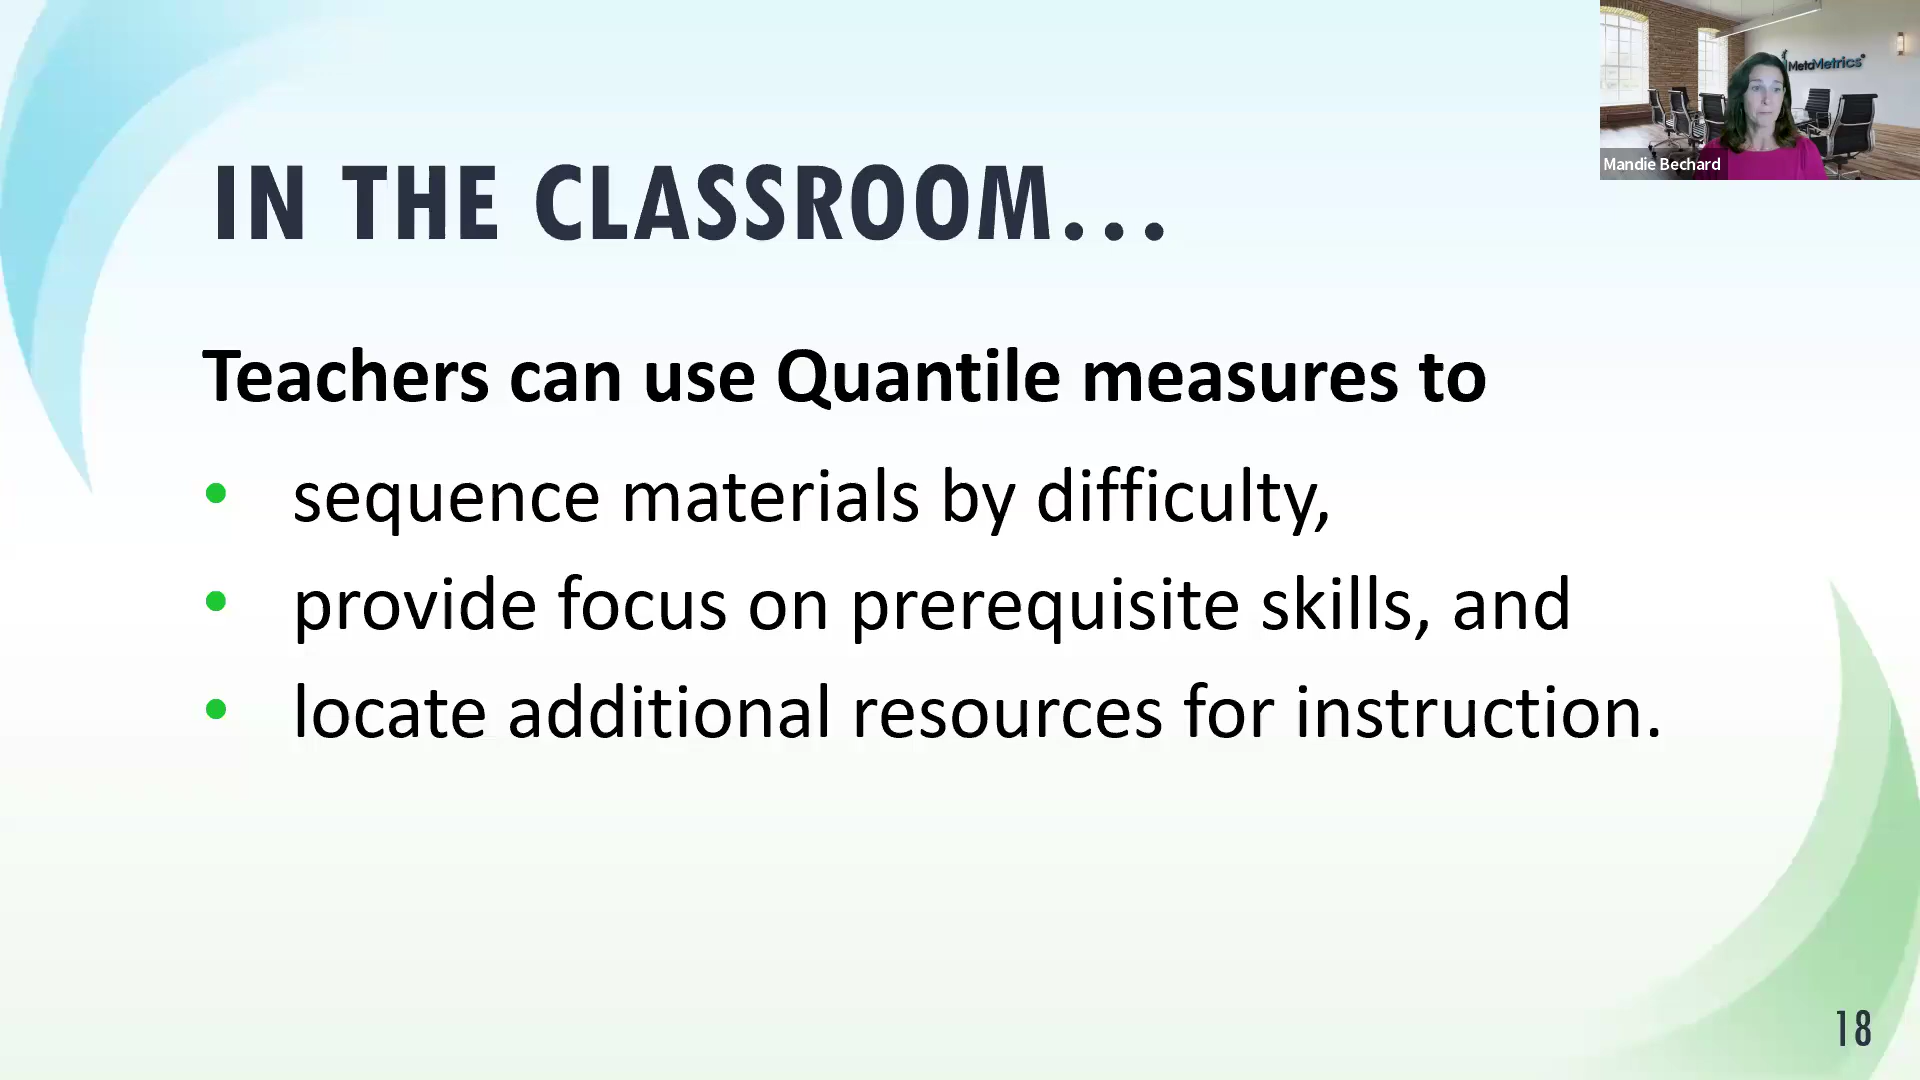 MetaMetrics
Mandie Bechard
IN THE CLASSROOM...
Teachers can use Quantile measures to
• sequence materials by difficulty,
• provide focus on prerequisite skills, and
• locate additional resources for instruction.
18